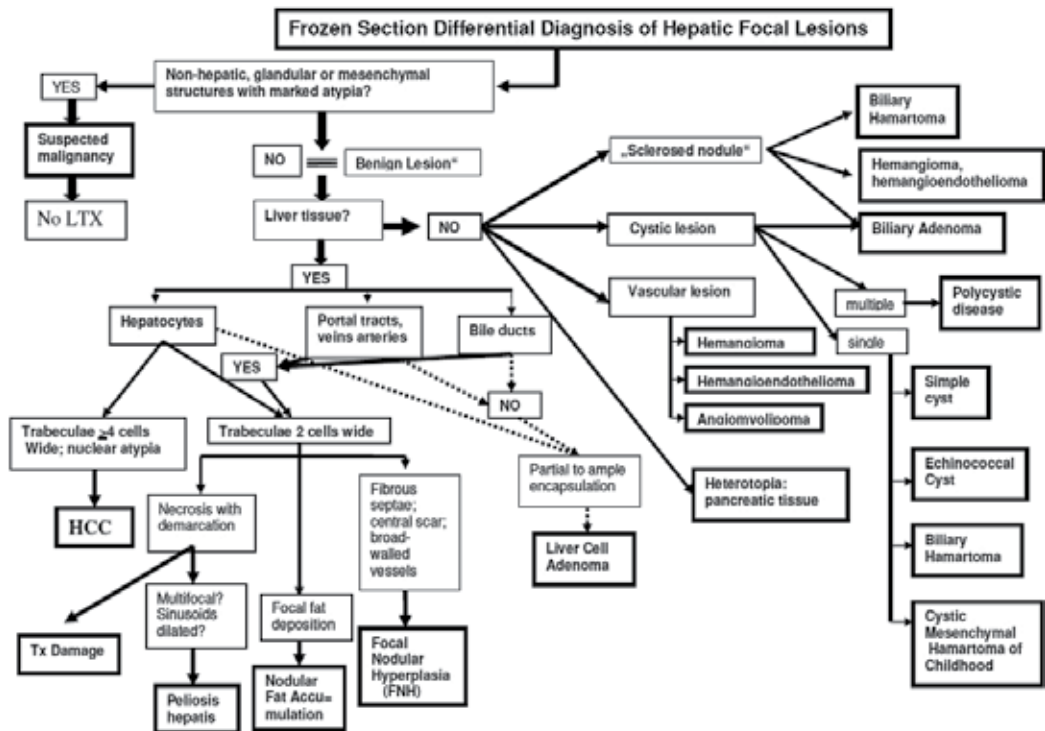 Frozen Section Differential Diagnosis of Hepatic Focal Lesions
YES
Non-hepatic, glandular or mesenchymal
structures with marked atypia?
Suspected
malignancy
No LTX
NO
Benign Lesion“
Liver tissue?
NO
YES
„Sclerosed nodule“
Biliary
Hamartoma
Hemangioma,
hemangioendothelioma
Biliary Adenoma
Cystic lesion
Vascular lesion
Hemangioma
Hemangioendothelioma
Angiomyolipoma
Heterotopia:
pancreatic tissue
multiple
Polycystic
disease
single
Simple
cyst
Echinococcal
Cyst
Biliary
Hamartoma
Cystic
Mesenchymal
Hamartoma of
Childhood
Hepatocytes
Portal tracts,
veins arteries
Bile ducts
YES
NO
Trabeculae ≥4 cells
Wide; nuclear atypia
Trabeculae 2 cells wide
HCC
Necrosis with
demarcation
Fibrous
septae;
central scar;
broad-
walled
vessels
Partial to ample
encapsulation
Liver Cell
Adenoma
Tx Damage
Multifocal?
Sinusoids
dilated?
Focal fat
deposition
Peliosis
hepatis
Nodular
Fat Accu=
mulation
Focal
Nodular
Hyperplasia
(FNH)